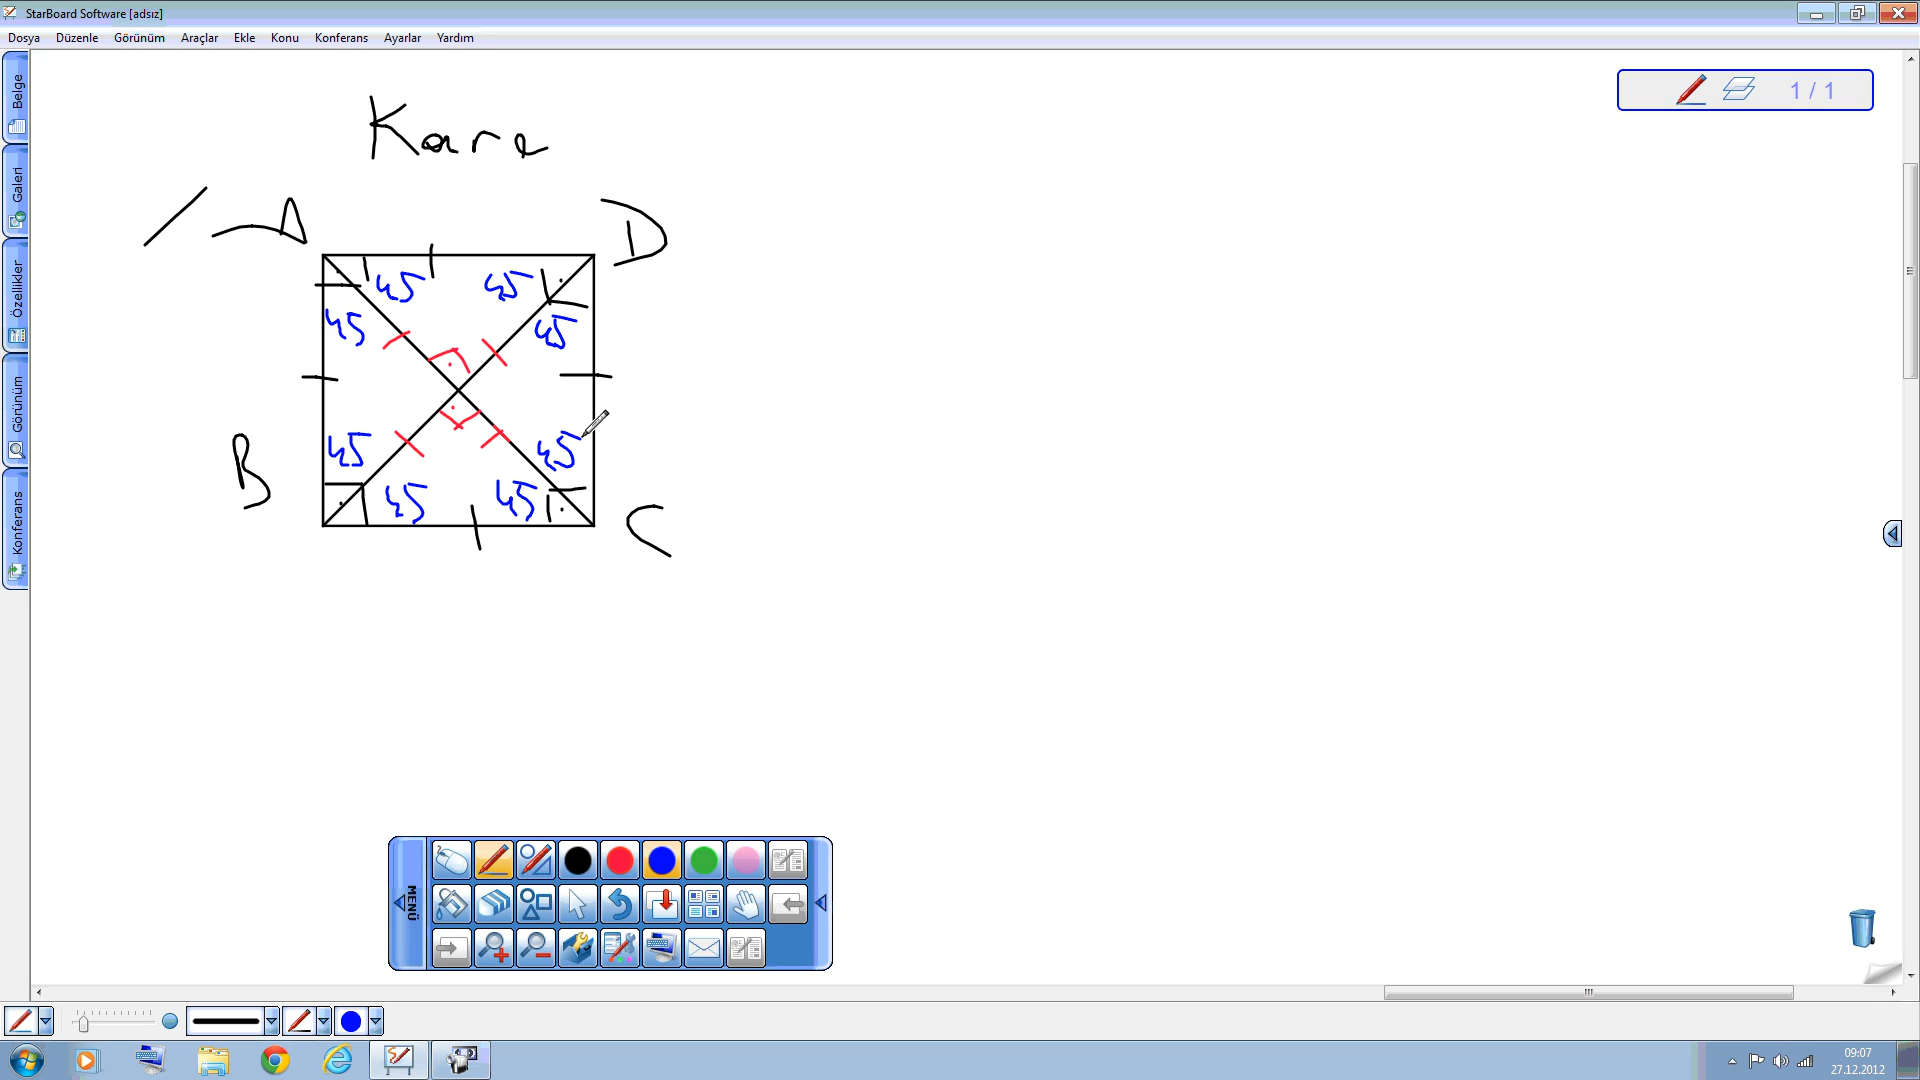 StarBoard Software [adsız]
Dosya Düzenle Görünüm Araçlar Ekle Konu Konferans Ayarlar Yardım
Belge
Galeri
Özellikler
Görünüm
Konferans
1 / 1
Kare
A D
45 45
45 45
45 45
B
45 45
C
MENÜ
09:07
27.12.2012